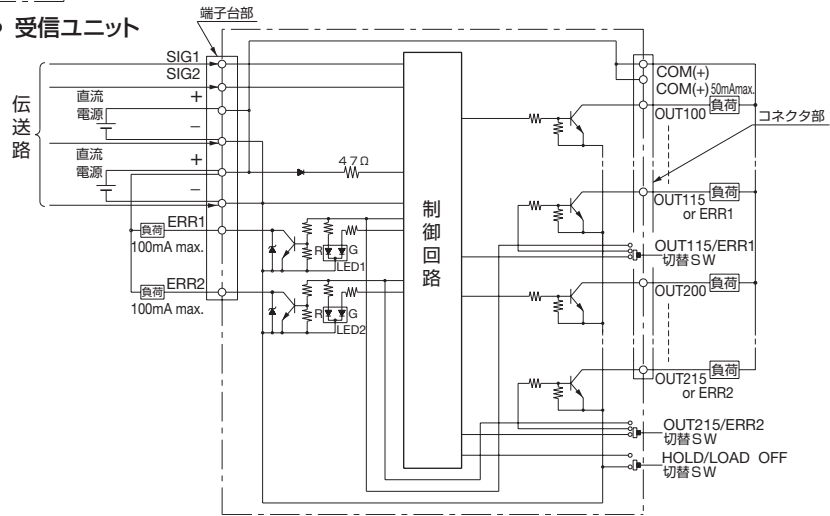 受信ユニット
端子台部
SIG1
SIG2
伝送路
直流
電源
+
−
直流
電源
+
−
47Ω
負荷
ERR1
100mA max.
R
G
LED1
負荷
ERR2
100mA max.
R
G
LED2
制御回路
COM(+)
COM(+) 50mAmax.
OUT100
負荷
コネクタ部
負荷
OUT115
or ERR1
OUT115/ERR1
切替SW
負荷
OUT200
負荷
OUT215
or ERR2
OUT215/ERR2
切替SW
HOLD/LOAD OFF
切替SW